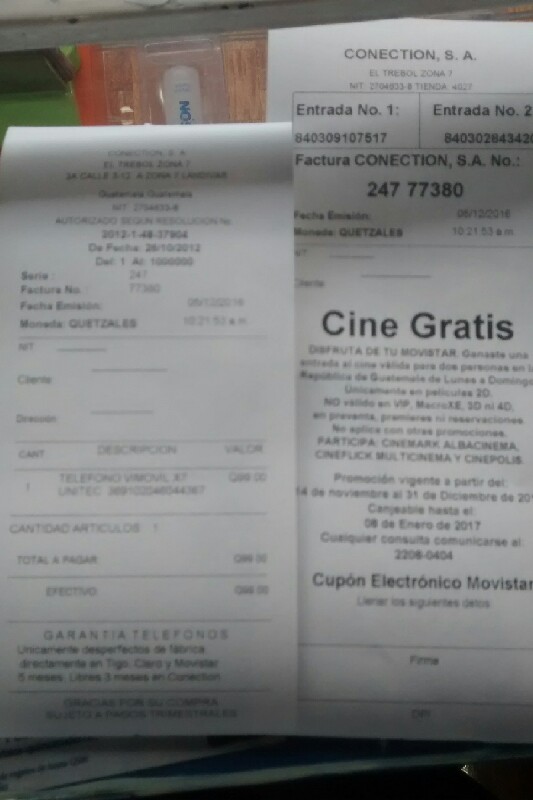 CONECTION, S. A.
EL TREBOL ZONA 7
2A CALLE 3-12 A ZONA 7 LANDIVAR
Guatemala Guatemala
NIT: 2704833-8
AUTORIZADO SEGUN RESOLUCION No.
2012-1-48-37904
De Fecha: 26/10/2012
Del: 1 Al: 1000000
Serie : 247
Factura No. : 77380
Fecha Emisión: 05/12/2016
Moneda: QUETZALES 10:21:53 a.m.
NIT
Cliente
Dirección
CANT DESCRIPCION VALOR
1 TELEFONO VIMOVIL X7 Q99.00
UNITEC
CANTIDAD ARTICULOS 1
TOTAL A PAGAR Q99.00
EFECTIVO Q99.00
GARANTIA TELEFONOS
Unicamente desperfectos de fábrica,
directamente en Tigo, Claro y Movistar
5 meses, Libres 3 meses en Conection
GRACIAS POR SU COMPRA
SUJETO A PAGOS TRIMESTRALES
CONECTION, S. A.
EL TREBOL ZONA 7
NIT: 2704833-8 TIENDA: 4027
Entrada No. 1: Entrada No. 2
840309107517 84030284342
Factura CONECTION, S.A. No.:
247 77380
Fecha Emisión: 05/12/2016
Moneda: QUETZALES 10:21:53 a.m.
NIT
Cliente
Cine Gratis
DISFRUTA DE TU MOVISTAR. Ganaste una
entrada al cine válida para dos personas en la
República de Guatemala de Lunes a Domingo
Únicamente en películas 2D.
NO válido en VIP, MacroXE, 3D ni 4D,
en preventa, premieres ni reservaciones.
No aplica con otras promociones.
PARTICIPA: CINEMARK ALBACINEMA,
CINEFLICK MULTICINEMA Y CINEPOLIS.
Promoción vigente a partir del:
14 de noviembre al 31 de Diciembre de 20
Canjeable hasta el:
08 de Enero de 2017
Cualquier consulta comunicarse al:
2206-0404
Cupón Electrónico Movistar
Llenar los siguientes datos
Firma
DPI